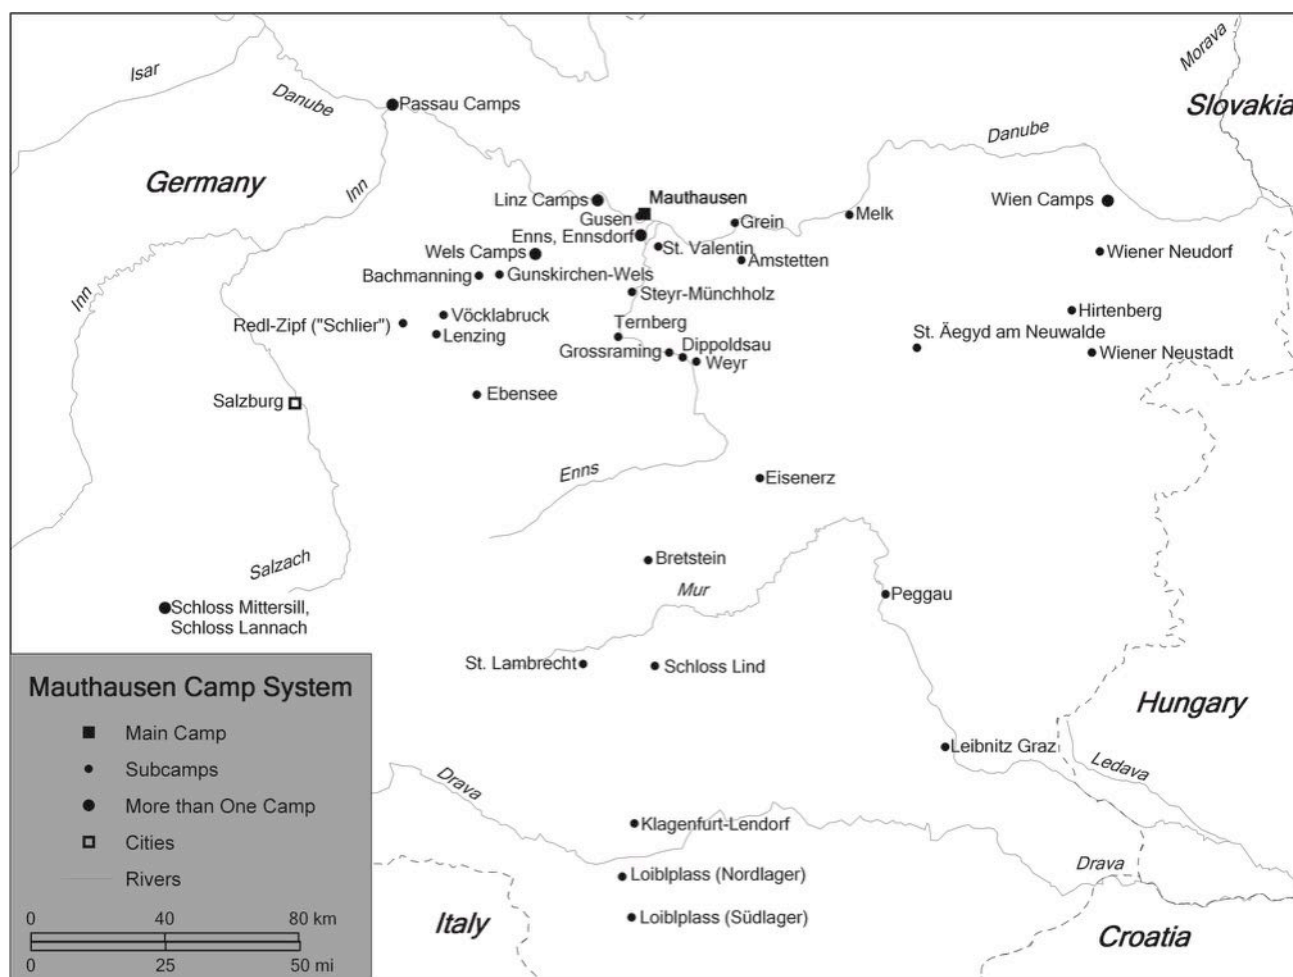 Isar
Danube
Passau Camps
Morava
Slovakia
Danube
Germany
Inn
Linz Camps
Mauthausen
Gusen
Grein
Melk
Wien Camps
Enns, Ennsdorf
St. Valentin
Wels Camps
Amstetten
Wiener Neudorf
Bachmanning
Gunskirchen-Wels
Inn
Steyr-Münchholz
Vöcklabruck
Hirtenberg
Redl-Zipf ("Schlier")
Ternberg
Lenzing
St. Äegyd am Neuwalde
Grossraming
Dippoldsau
Wiener Neustadt
Weyr
Ebensee
Salzburg
Enns
Eisenerz
Salzach
Bretstein
Mur
Peggau
Schloss Mittersill,
Schloss Lannach
St. Lambrecht
Schloss Lind
Hungary
Leibnitz Graz
Ledava
Drava
Klagenfurt-Lendorf
Drava
Loiblplass (Nordlager)
Italy
Loiblplass (Südlager)
Croatia
Mauthausen Camp System
Main Camp
Subcamps
More than One Camp
Cities
Rivers
0 40 80 km
0 25 50 mi